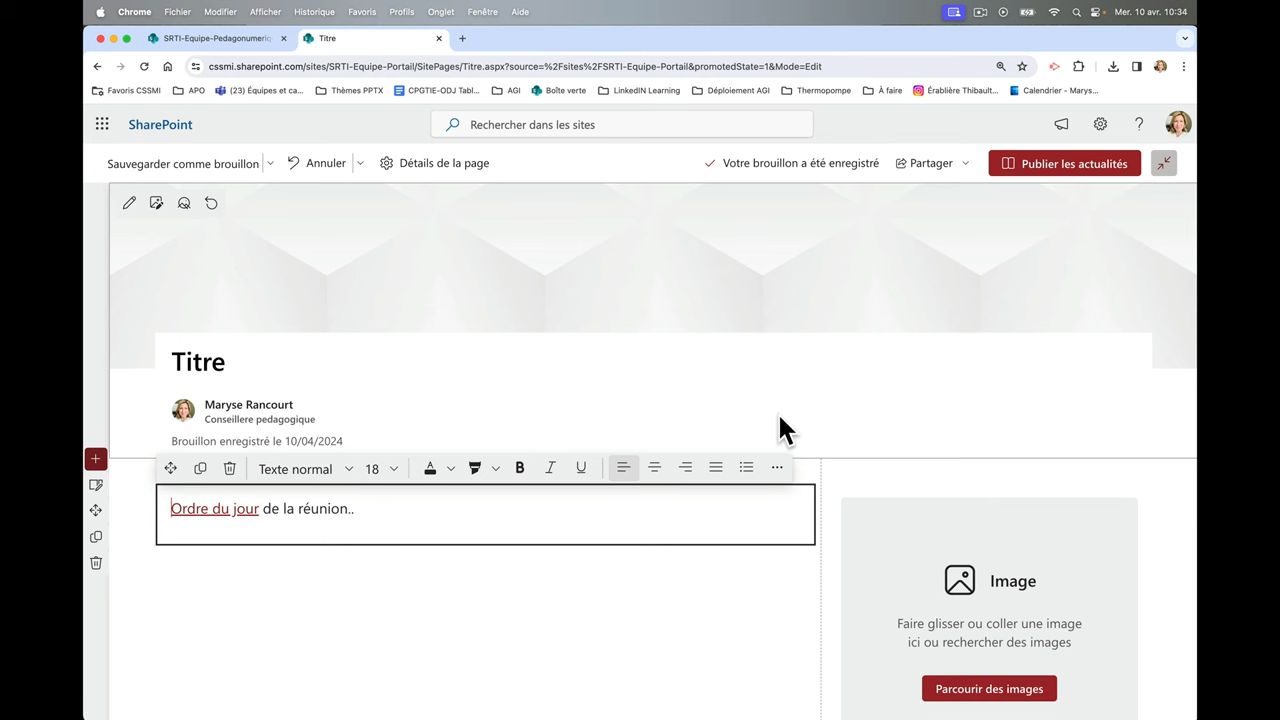 Chrome Fichier Modifier Afficher Historique Favoris Profils Onglet Fenêtre Aide Mer. 10 avr. 10:34
SRTI-Equipe-Pedagonumeriq Titre
cssmi.sharepoint.com/sites/SRTI-Equipe-Portail/SitePages/Titre.aspx?source=%2Fsites%2FSRTI-Equipe-Portail&promotedState=1&Mode=Edit
Favoris CSSMI APO (23) Équipes et ca... Thèmes PPTX CPGTIE-ODJ Tabl... AGI Boîte verte LinkedIN Learning Déploiement AGI Thermopompe À faire Érablière Thibault... Calendrier - Marys...
SharePoint Rechercher dans les sites
Sauvegarder comme brouillon Annuler Détails de la page Votre brouillon a été enregistré Partager Publier les actualités
Titre
Maryse Rancourt
Conseillere pedagogique
Brouillon enregistré le 10/04/2024
Texte normal 18 A B I U
Ordre du jour de la réunion..
Image
Faire glisser ou coller une image
ici ou rechercher des images
Parcourir des images